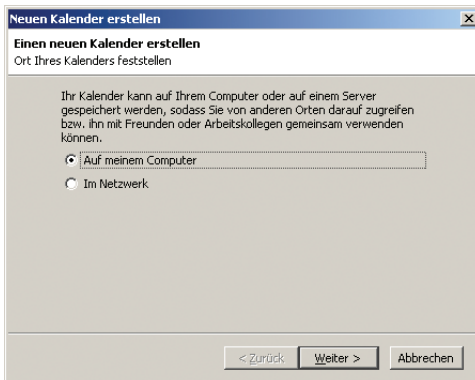 Neuen Kalender erstellen
Einen neuen Kalender erstellen
Ort Ihres Kalenders feststellen
Ihr Kalender kann auf Ihrem Computer oder auf einem Server
gespeichert werden, sodass Sie von anderen Orten darauf zugreifen
bzw. ihn mit Freunden oder Arbeitskollegen gemeinsam verwenden
können.
Auf meinem Computer
Im Netzwerk
< Zurück Weiter > Abbrechen